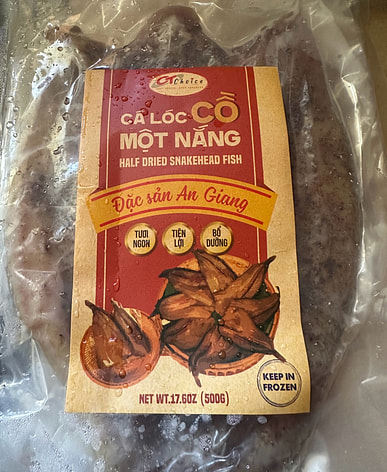 Choice
CÁ LÓC CỒ
MỘT NẮNG
HALF DRIED SNAKEHEAD FISH
Đặc sản An Giang
TƯƠI
NGON
TIỆN
LỢI
BỔ
DƯỠNG
KEEP IN
FROZEN
NET WT.17.6OZ (500G)